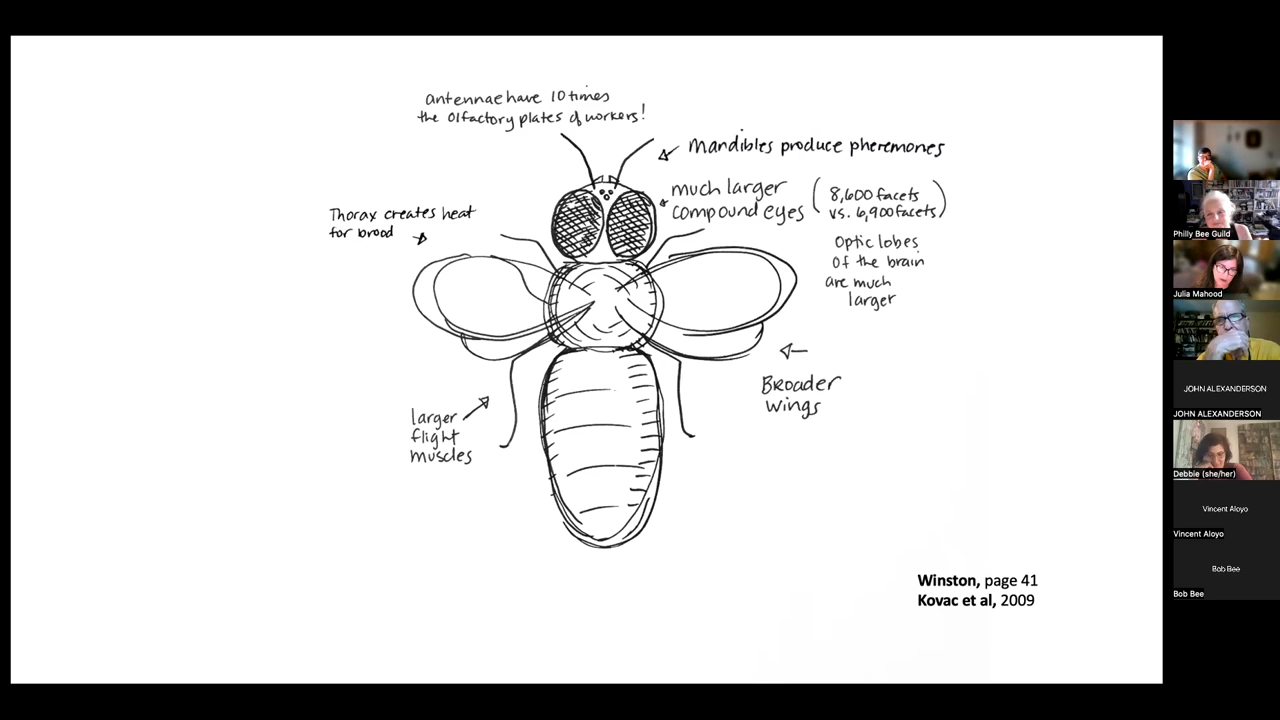 antennae have 10 times
the olfactory plates of workers!
Mandibles produce pheremones
much larger
compound eyes
(8,600 facets
vs. 6,900 facets)
Optic lobes
of the brain
are much
larger
Thorax creates heat
for brood
Broader
wings
larger
flight
muscles
Winston, page 41
Kovac et al, 2009
Philly Bee Guild
Julia Mahood
JOHN ALEXANDERSON
JOHN ALEXANDERSON
Debbie (she/her)
Vincent Aloyo
Vincent Aloyo
Bob Bee
Bob Bee